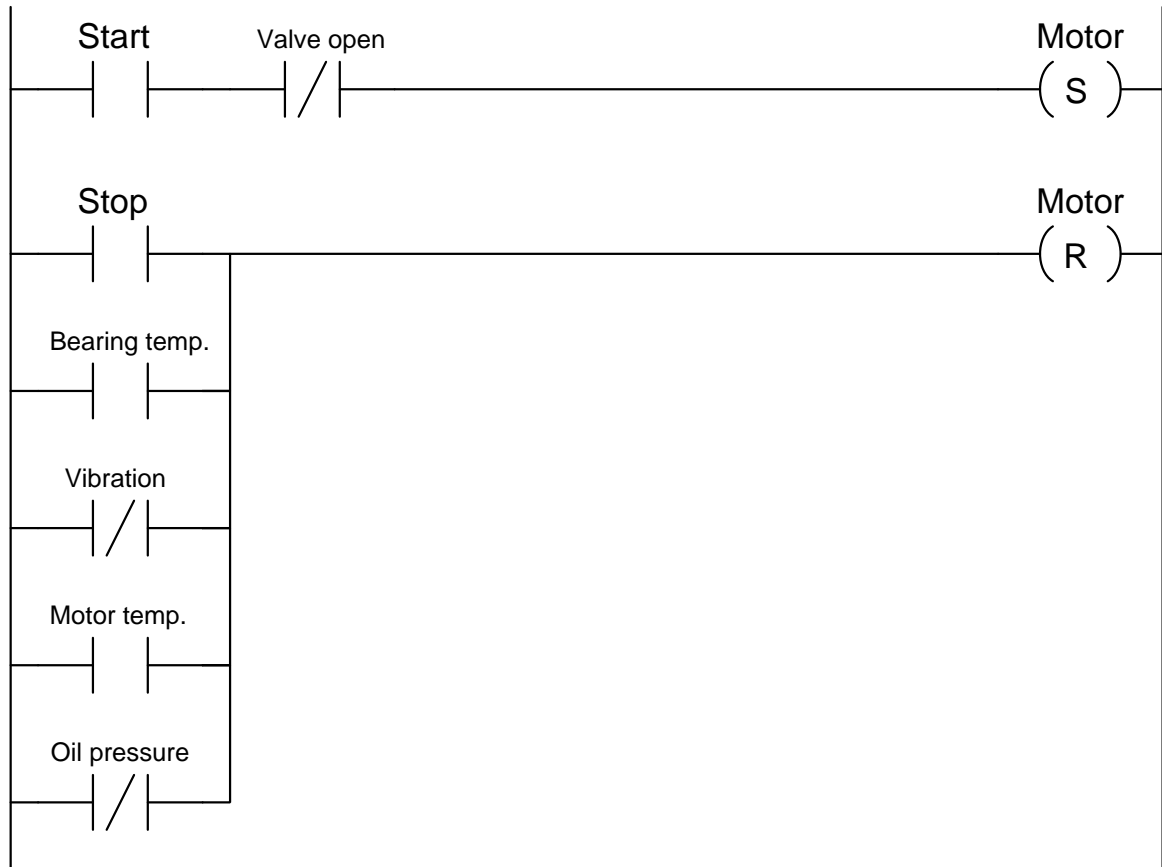 Start
Valve open
Motor
S
Stop
Motor
R
Bearing temp.
Vibration
Motor temp.
Oil pressure